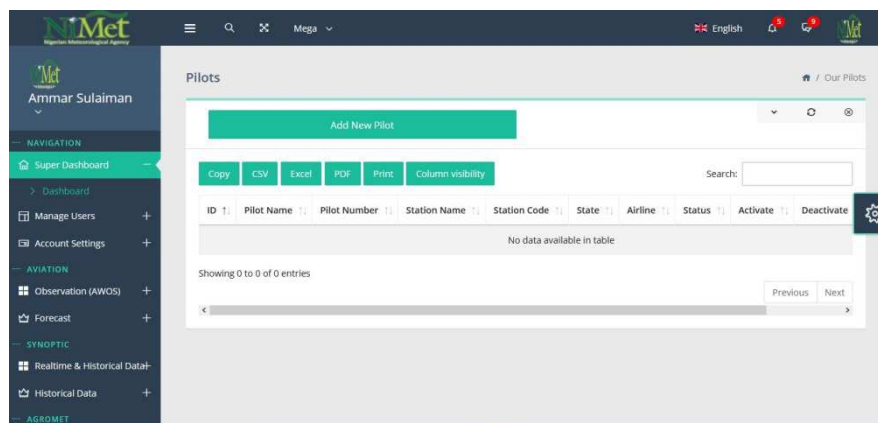 NiMet
Nigerian Meteorological Agency
Mega
English
5
9
Met
Met
Ammar Sulaiman
NAVIGATION
Super Dashboard
Dashboard
Manage Users
Account Settings
AVIATION
Observation (AWOS)
Forecast
SYNOPTIC
Realtime & Historical Data
Historical Data
AGROMET
Pilots
/ Our Pilots
Add New Pilot
Copy CSV Excel PDF Print Column visibility
Search:
ID Pilot Name Pilot Number Station Name Station Code State Airline Status Activate Deactivate
No data available in table
Showing 0 to 0 of 0 entries
Previous Next